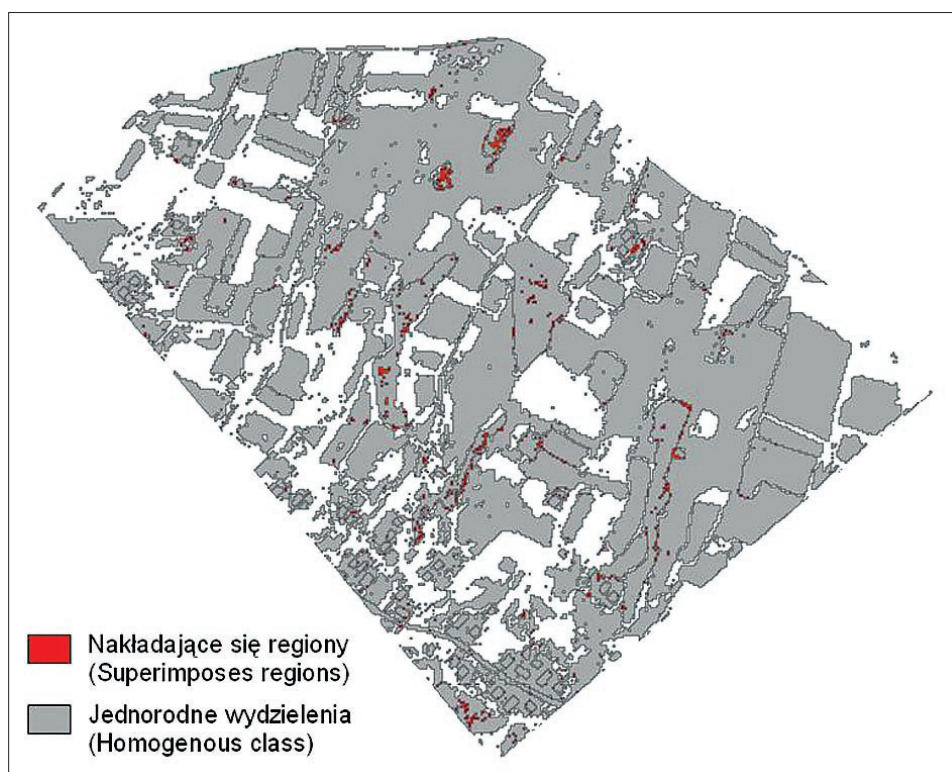 Nakładające się regiony
(Superimposes regions)
Jednorodne wydzielenia
(Homogenous class)